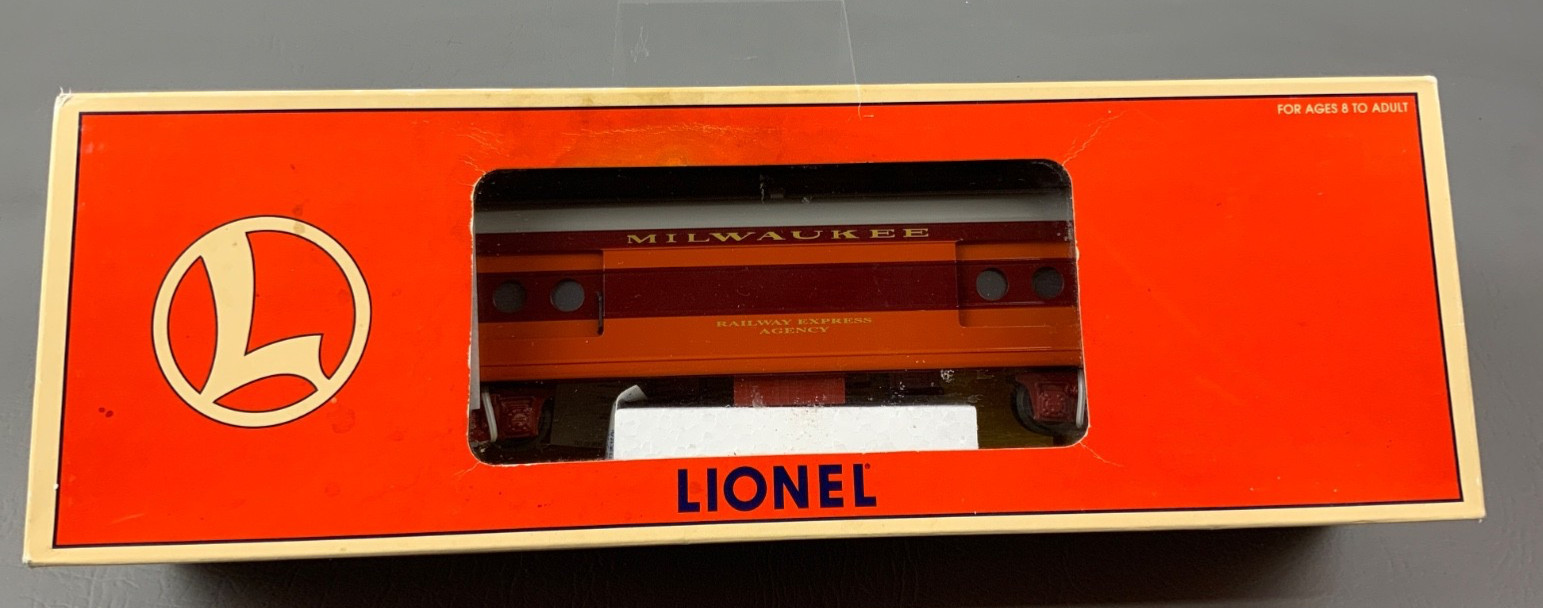 FOR AGES 8 TO ADULT
L
MILWAUKEE
RAILWAY EXPRESS
AGENCY
LIONEL